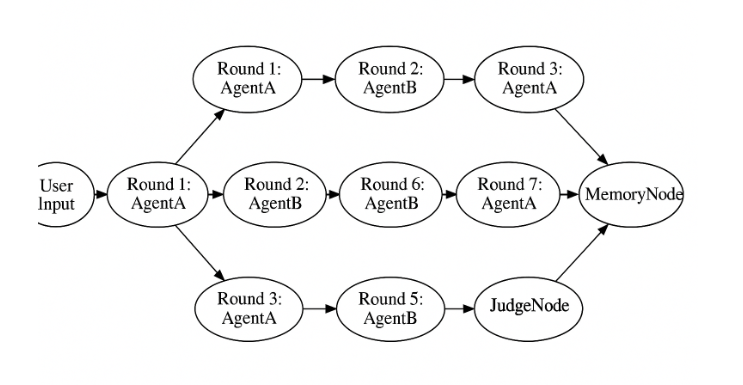 Round 1:
AgentA
Round 2:
AgentB
Round 3:
AgentA
User
Input
Round 1:
AgentA
Round 2:
AgentB
Round 6:
AgentB
Round 7:
AgentA
MemoryNode
Round 3:
AgentA
Round 5:
AgentB
JudgeNode